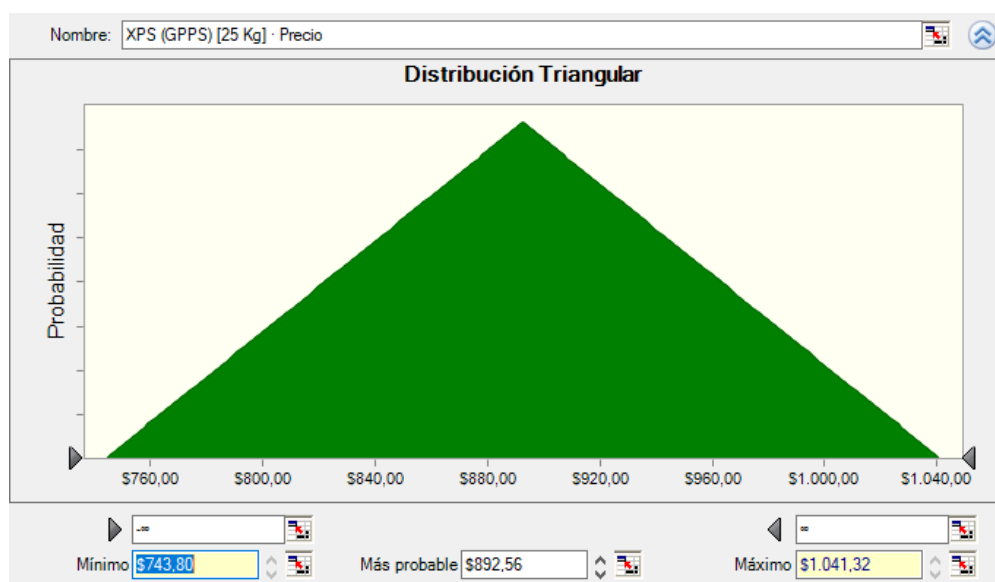 Nombre: XPS (GPPS) [25 Kg] · Precio
Distribución Triangular
Probabilidad
$760,00 $800,00 $840,00 $880,00 $920,00 $960,00 $1.000,00 $1.040,00
-∞ ∞
Mínimo $743,80 Más probable $892,56 Máximo $1.041,32